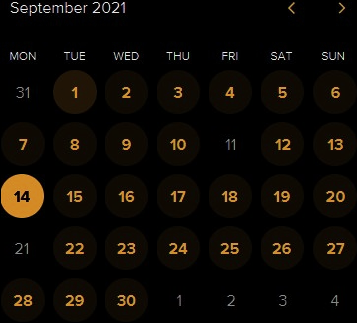 September 2021 < >
MON TUE WED THU FRI SAT SUN
31 1 2 3 4 5 6
7 8 9 10 11 12 13
14 15 16 17 18 19 20
21 22 23 24 25 26 27
28 29 30 1 2 3 4